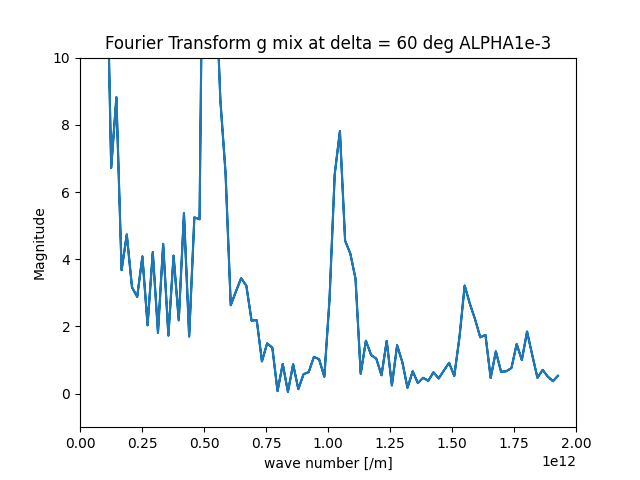 Fourier Transform g mix at delta = 60 deg ALPHA1e-3
10
8
6
4
2
0
Magnitude
0.00 0.25 0.50 0.75 1.00 1.25 1.50 1.75 2.00
wave number [/m]
1e12